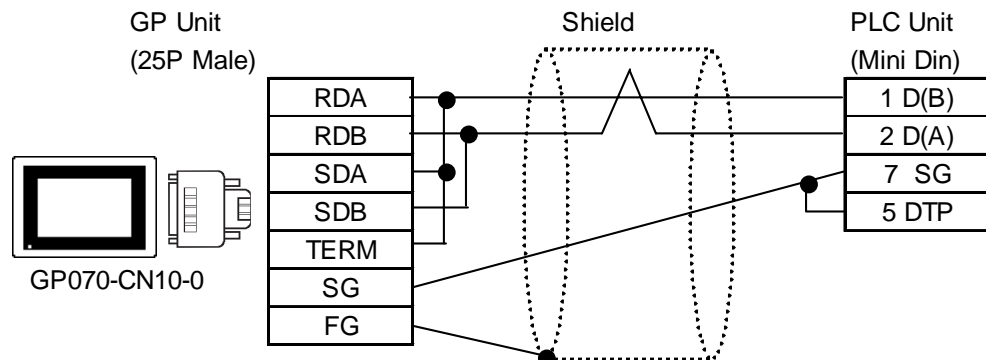 GP Unit
(25P Male)
Shield
PLC Unit
(Mini Din)
RDA
RDB
SDA
SDB
TERM
SG
FG
1 D(B)
2 D(A)
7 SG
5 DTP
GP070-CN10-0